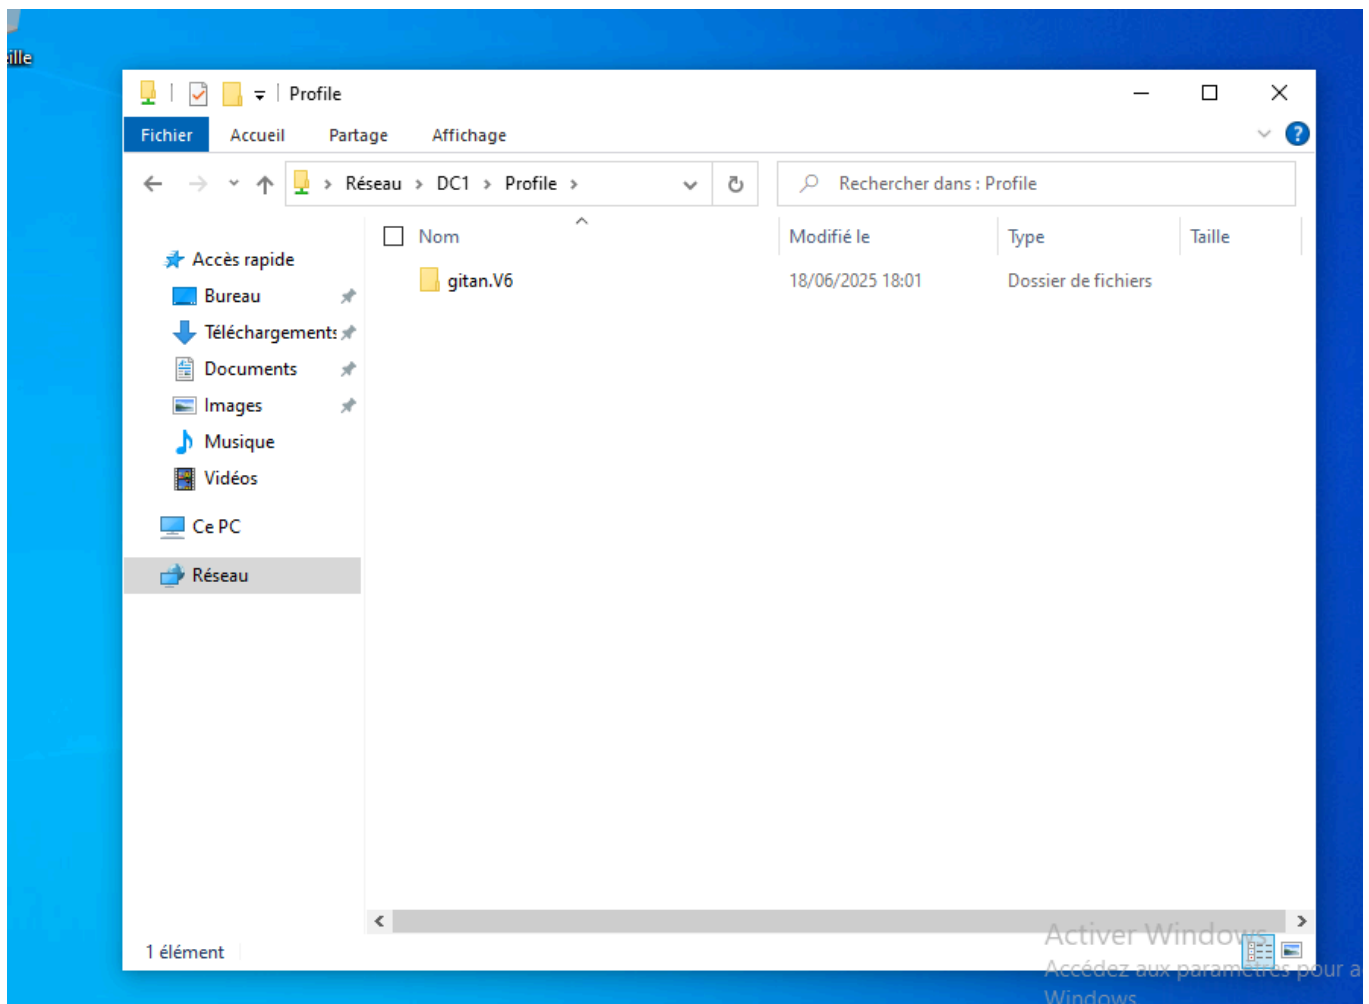 ille
Profile
Fichier Accueil Partage Affichage
Réseau DC1 Profile Rechercher dans : Profile
Nom Modifié le Type Taille
gitan.V6 18/06/2025 18:01 Dossier de fichiers
Accès rapide
Bureau
Téléchargements
Documents
Images
Musique
Vidéos
Ce PC
Réseau
1 élément
Activer Windows
Accédez aux paramètres pour a
Windows